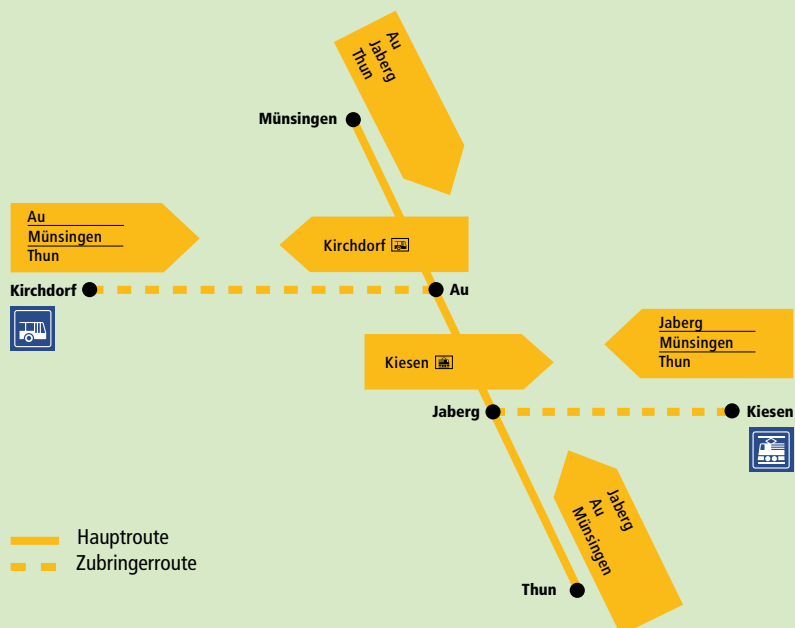 Au
Jaberg
Thun
Münsingen
Au
Münsingen
Thun
Kirchdorf
Kirchdorf
Au
Jaberg
Münsingen
Thun
Kiesen
Jaberg
Kiesen
Jaberg
Au
Münsingen
Hauptroute
Zubringerroute
Thun